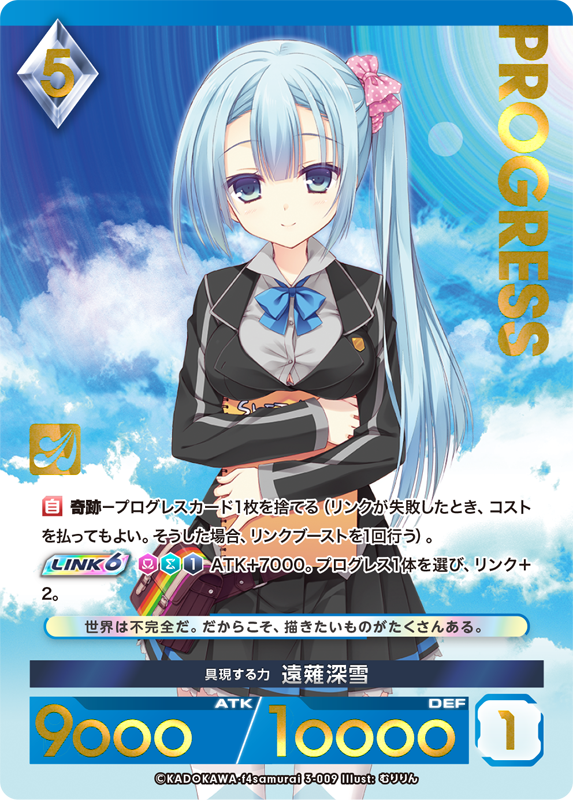 5
PROGRESS
SKE
自 奇跡－プログレスカード1枚を捨てる（リンクが失敗したとき、コスト
を払ってもよい。そうした場合、リンクブーストを1回行う）。
LINK 6 Ω Σ 1 ATK+7000。プログレス1体を選び、リンク＋
2。
世界は不完全だ。だからこそ、描きたいものがたくさんある。
具現する力 遠薙深雪
ATK DEF
9000 10000 1
©KADOKAWA・f4samurai 3-009 Illust: むりりん